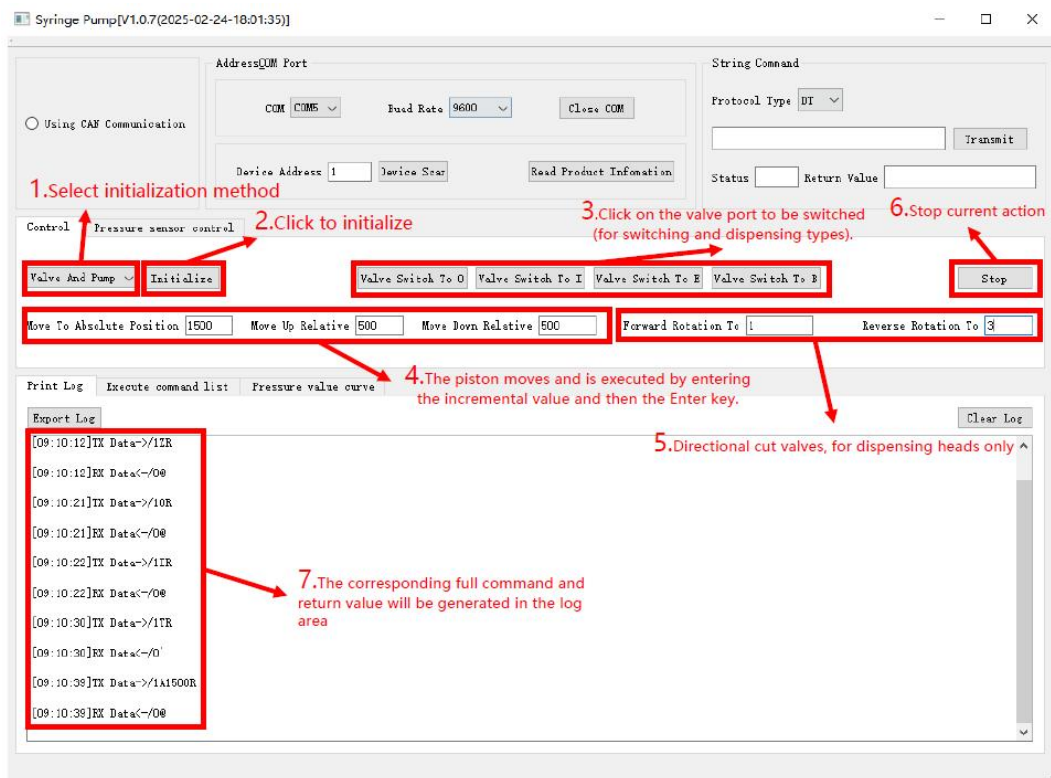 Syringe Pump[V1.0.7(2025-02-24-18:01:35)]
AddressCOM Port
String Command
COM COM5 Buad Rate 9600 Close COM
Protocol Type DT
Using CAN Communication
Transmit
Device Address 1 Device Scar Read Product Infomation
Status Return Value
1.Select initialization method
2.Click to initialize
3.Click on the valve port to be switched
(for switching and dispensing types).
6.Stop current action
Control Pressure sensor control
Valve And Pump Initialize Valve Switch To O Valve Switch To I Valve Switch To E Valve Switch To B Stop
Move To Absolute Position 1500 Move Up Relative 500 Move Down Relative 500 Forward Rotation To 1 Reverse Rotation To 3
4.The piston moves and is executed by entering
the incremental value and then the Enter key.
Print Log Execute command list Pressure value curve
Export Log Clear Log
5.Directional cut valves, for dispensing heads only
[09:10:12]TX Data->/1ZR
[09:10:12]RX Data<-/0@
[09:10:21]TX Data->/1OR
[09:10:21]RX Data<-/0@
[09:10:22]TX Data->/1IR
[09:10:22]RX Data<-/0@
[09:10:30]TX Data->/1TR
[09:10:30]RX Data<-/0`
[09:10:39]TX Data->/1A1500R
[09:10:39]RX Data<-/0@
7.The corresponding full command and
return value will be generated in the log
area